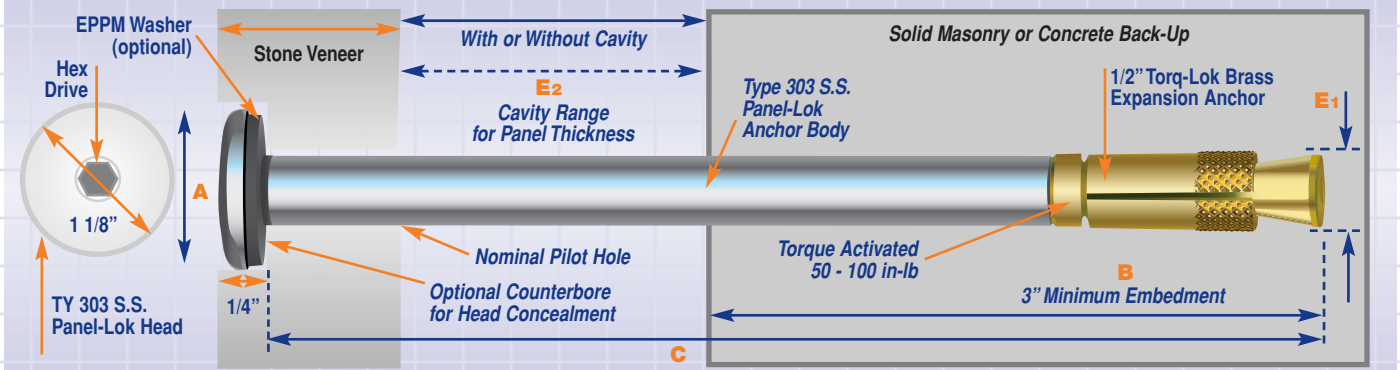 EPPM Washer
(optional)
Stone Veneer
With or Without Cavity
Solid Masonry or Concrete Back-Up
Hex
Drive
E2
Cavity Range
for Panel Thickness
Type 303 S.S.
Panel-Lok
Anchor Body
1/2” Torq-Lok Brass
Expansion Anchor
E1
A
1 1/8”
Nominal Pilot Hole
Torque Activated
50 - 100 in-lb
B
3” Minimum Embedment
TY 303 S.S.
Panel-Lok Head
1/4”
Optional Counterbore
for Head Concealment
C